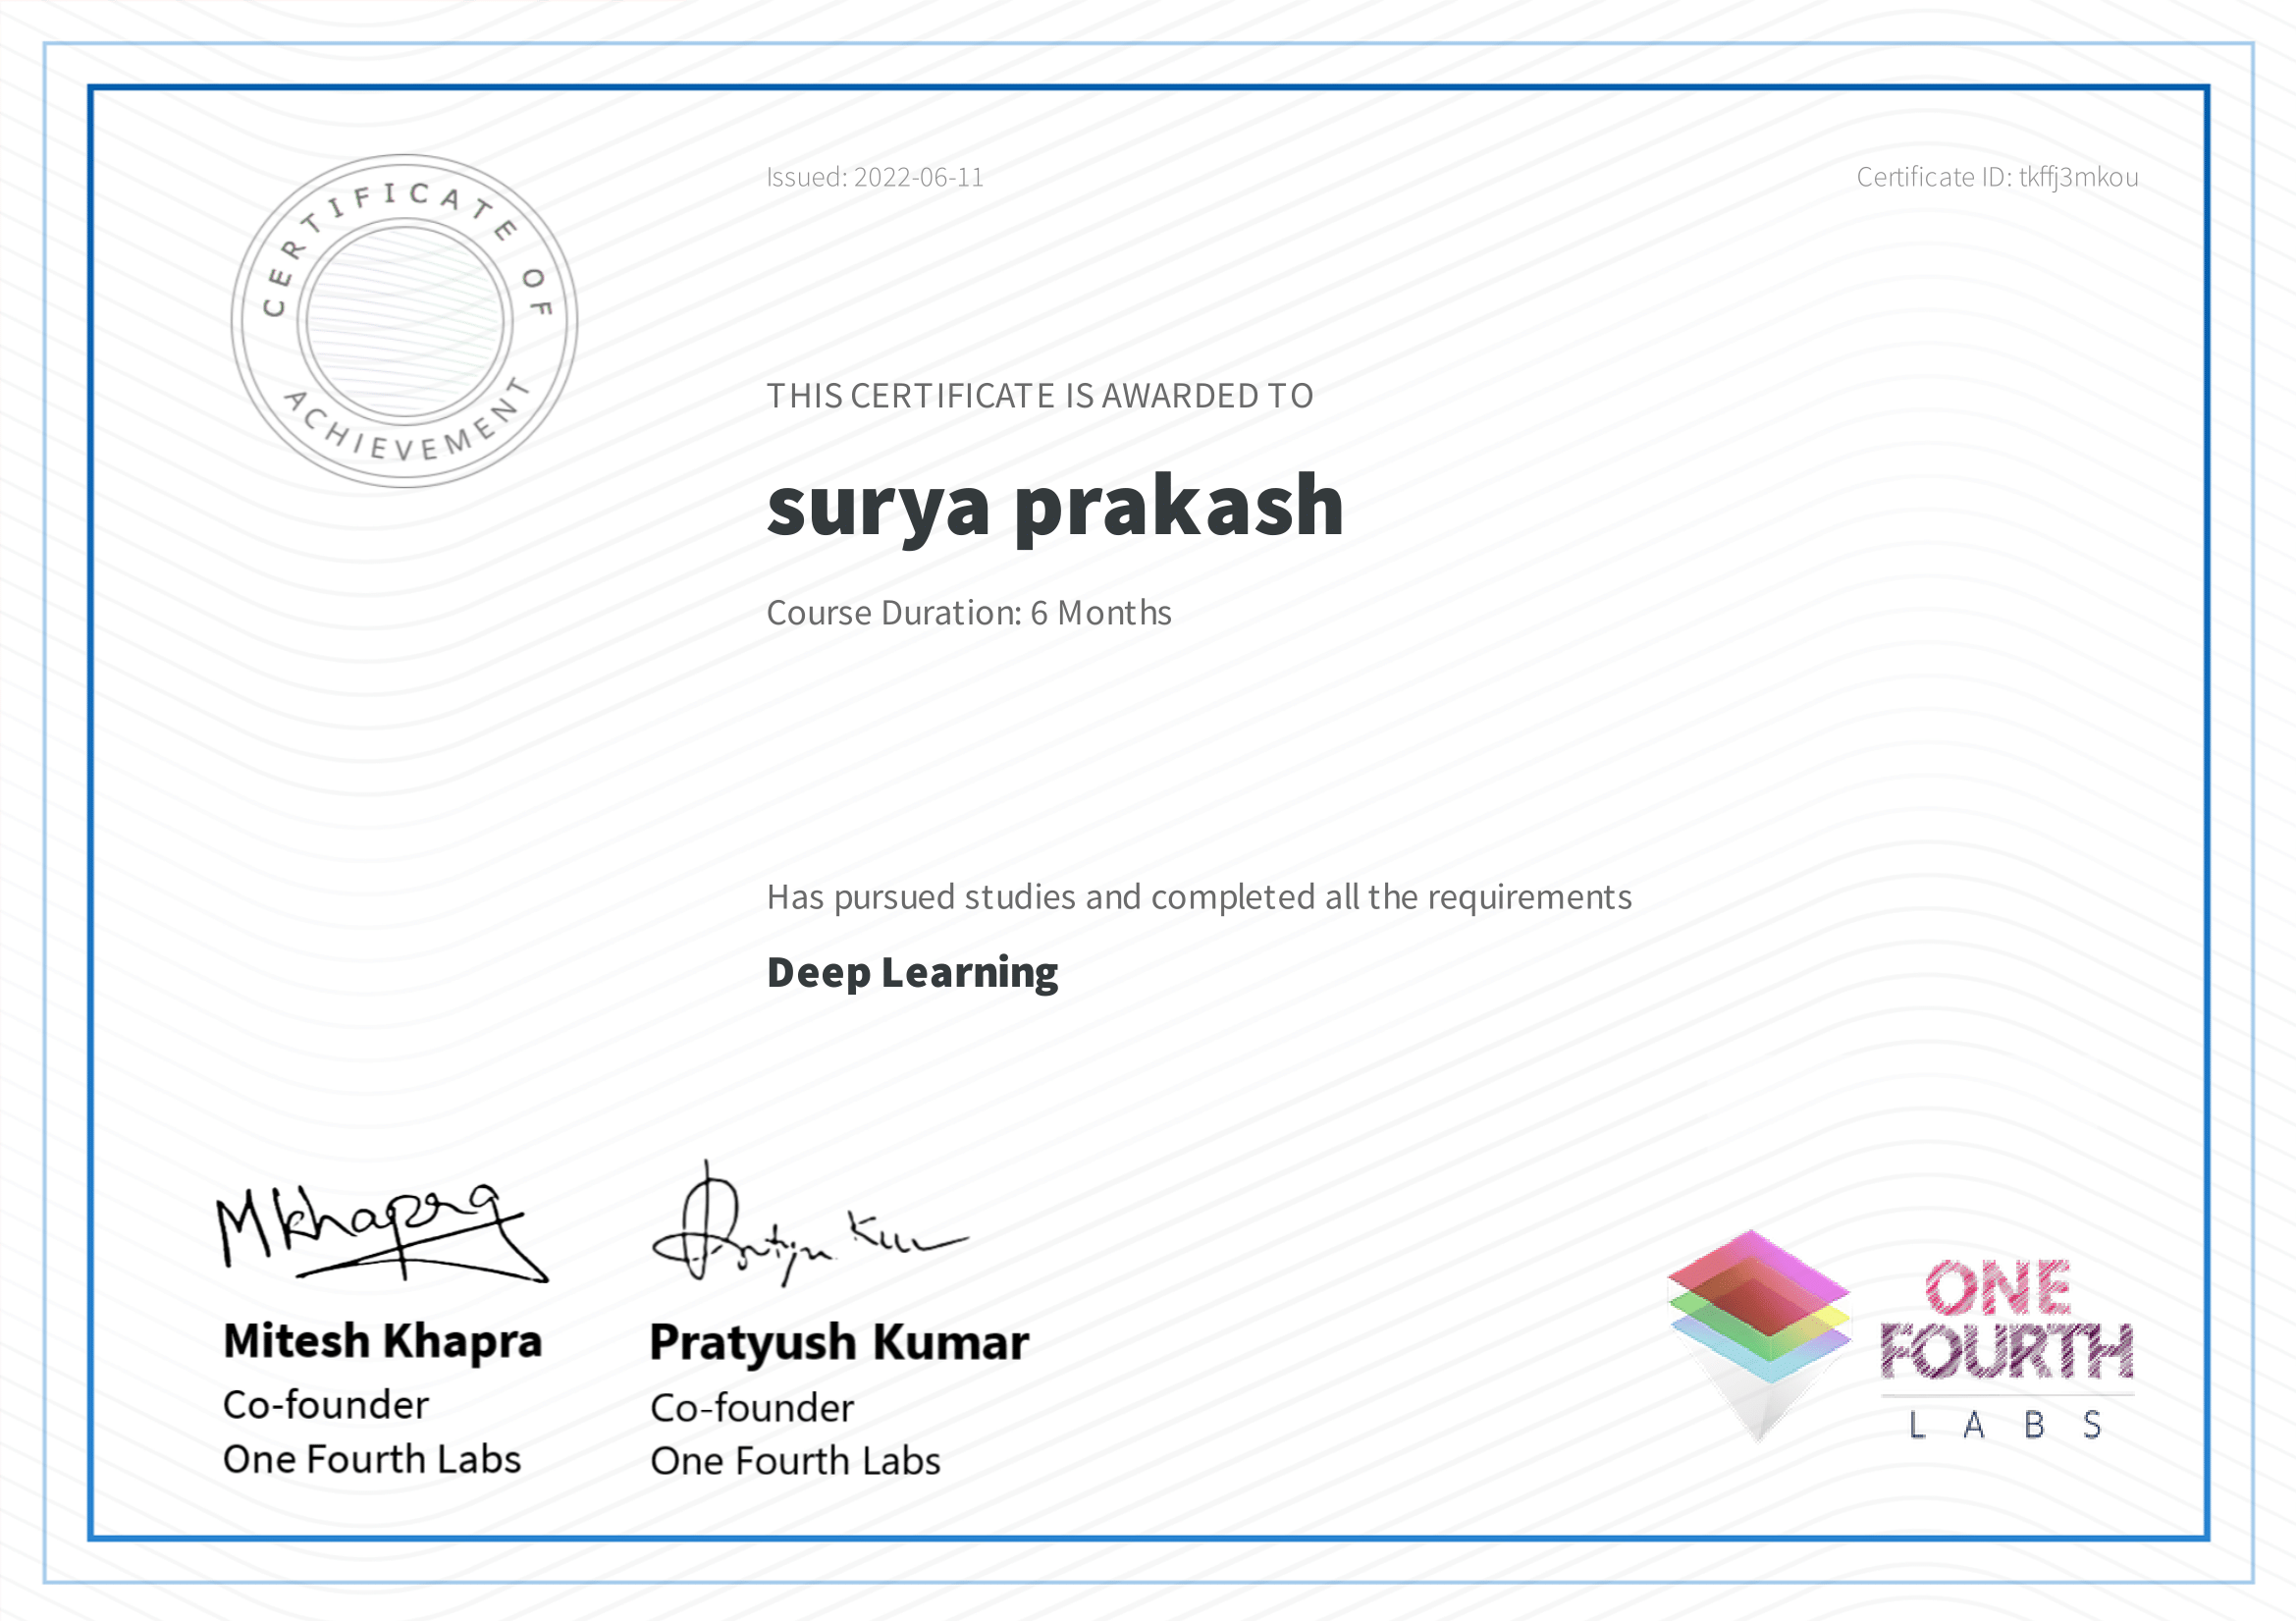 CERTIFICATE OF
ACHIEVEMENT
Issued: 2022-06-11
Certificate ID: tkffj3mkou
THIS CERTIFICATE IS AWARDED TO
surya prakash
Course Duration: 6 Months
Has pursued studies and completed all the requirements
Deep Learning
MKhapra
Pratyush Kumar
Mitesh Khapra
Co-founder
One Fourth Labs
Pratyush Kumar
Co-founder
One Fourth Labs
ONE
FOURTH
LABS